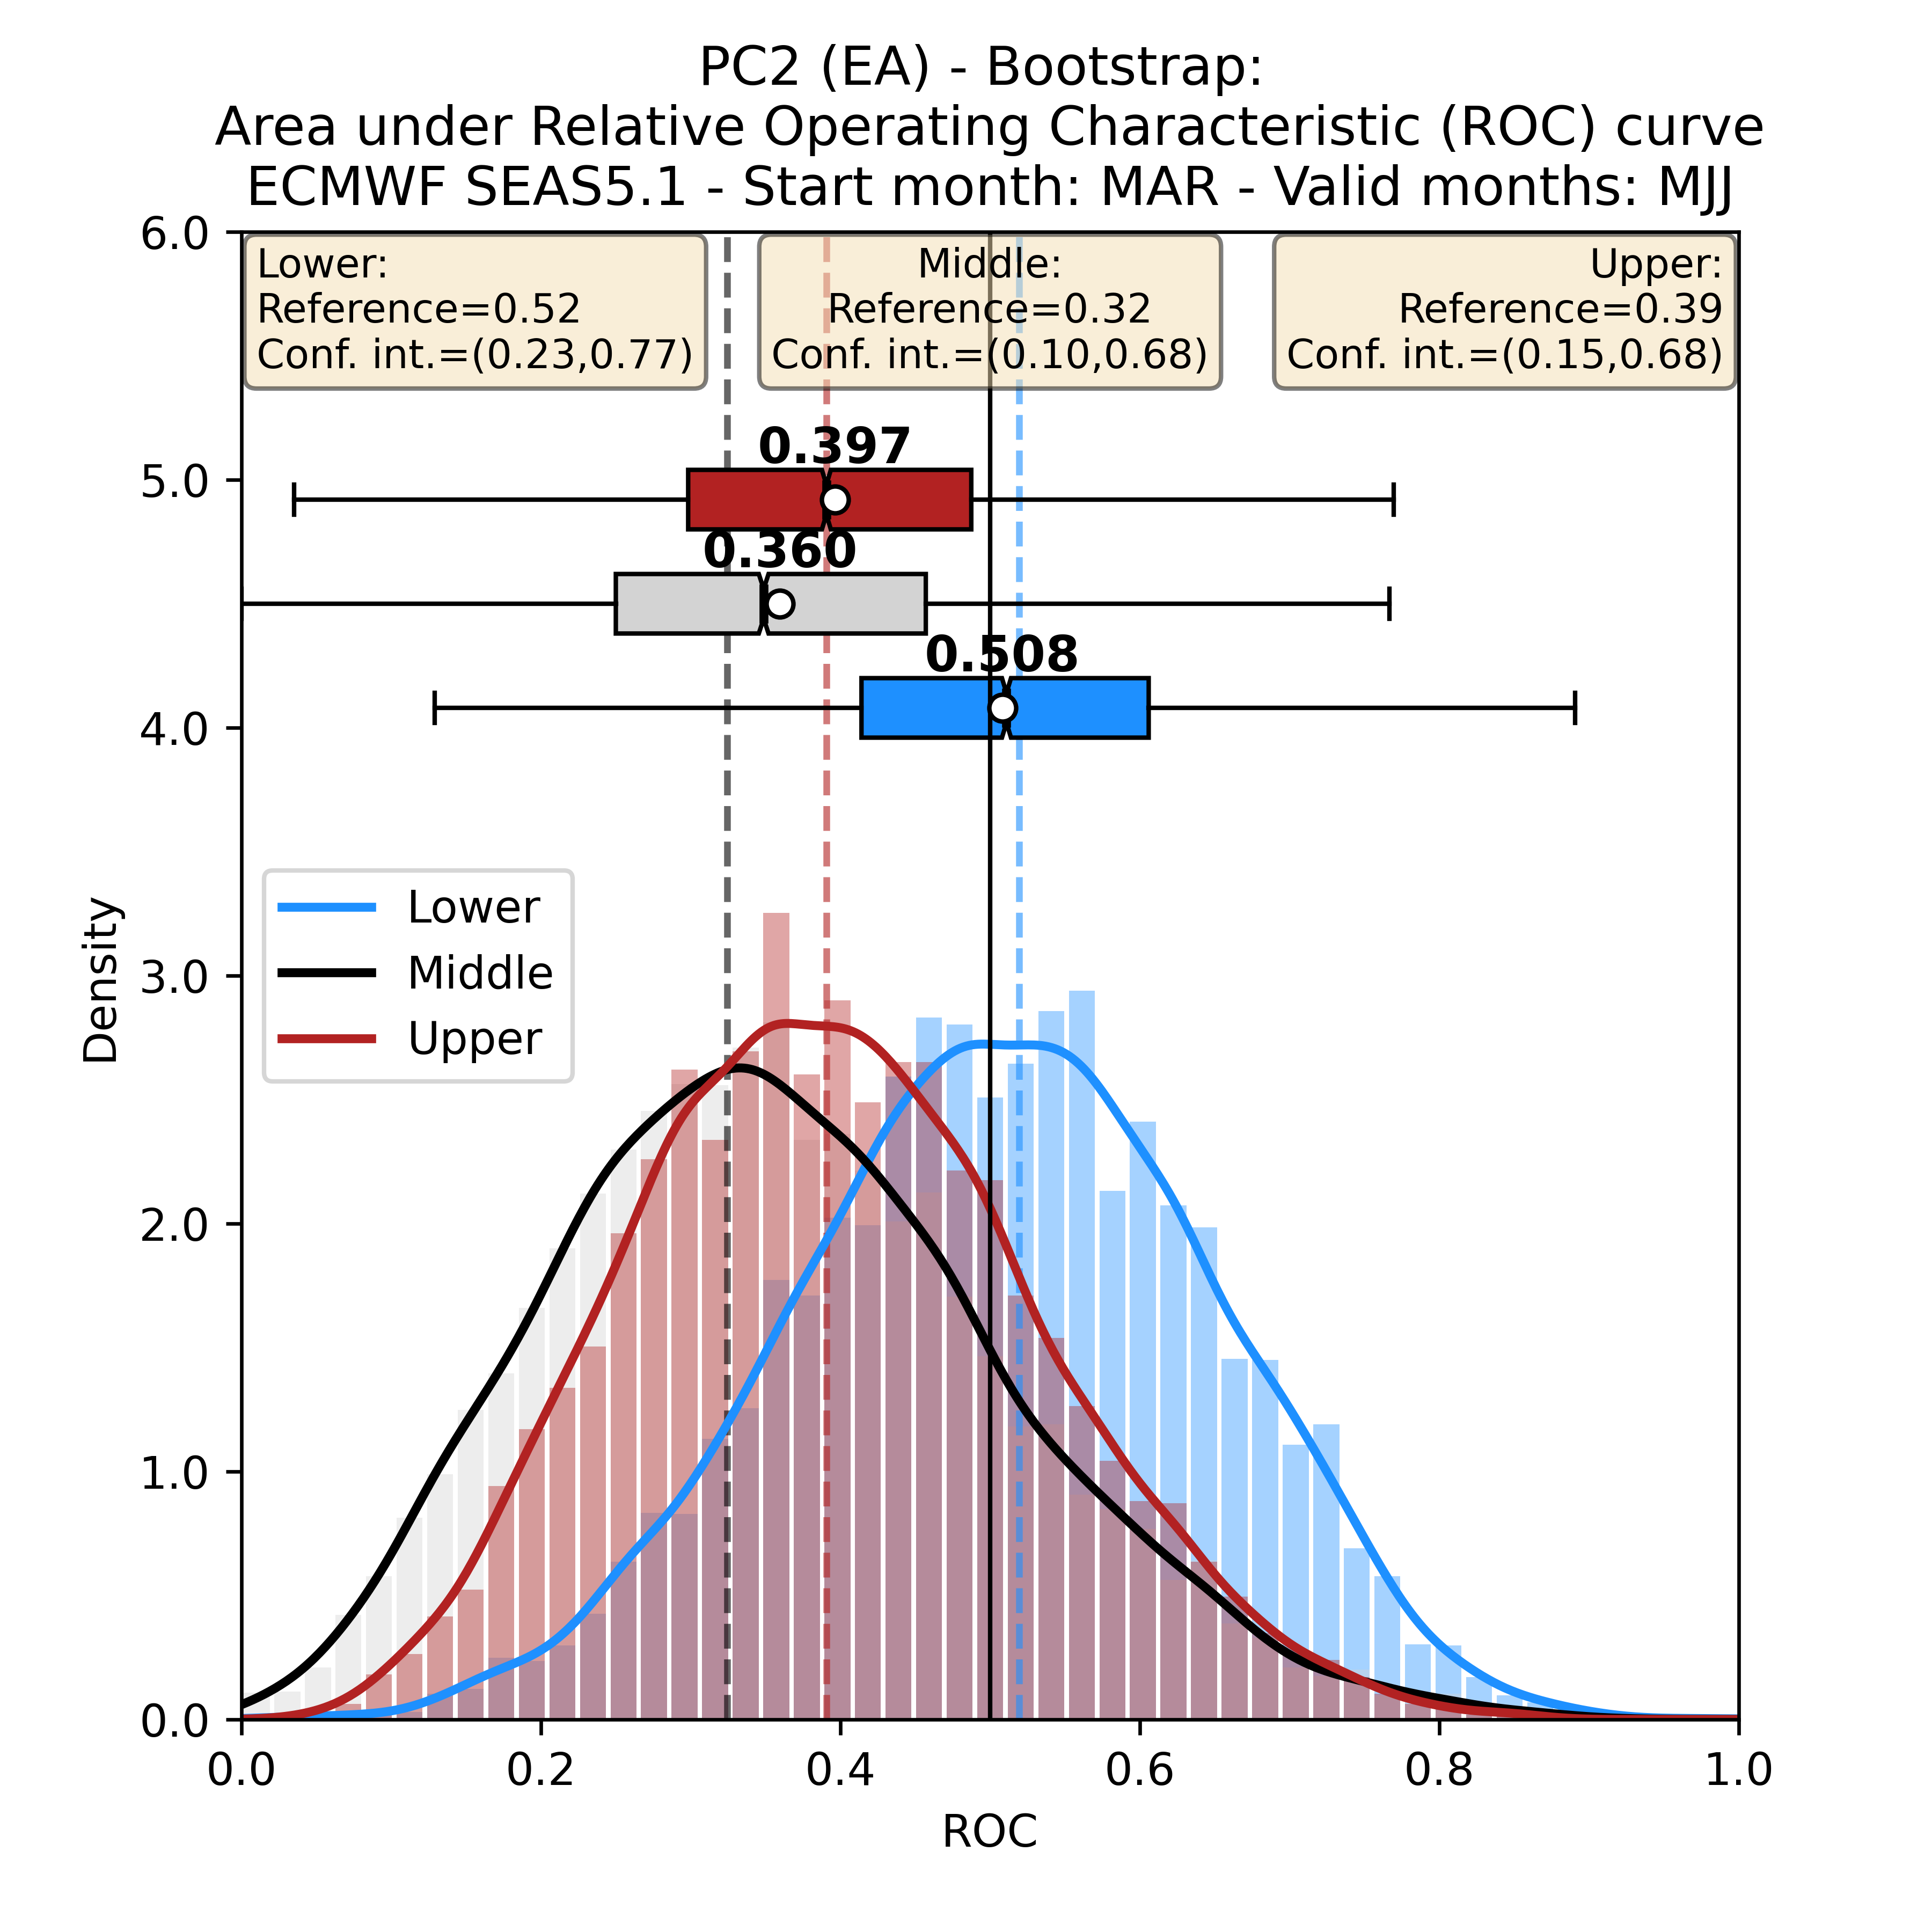 PC2 (EA) - Bootstrap:
Area under Relative Operating Characteristic (ROC) curve
ECMWF SEAS5.1 - Start month: MAR - Valid months: MJJ
6.0
Lower:
Reference=0.52
Conf. int.=(0.23,0.77)
Middle:
Reference=0.32
Conf. int.=(0.10,0.68)
Upper:
Reference=0.39
Conf. int.=(0.15,0.68)
0.397
5.0
0.360
0.508
4.0
Lower
Middle
Upper
Density
3.0
2.0
1.0
0.0
0.0 0.2 0.4 0.6 0.8 1.0
ROC